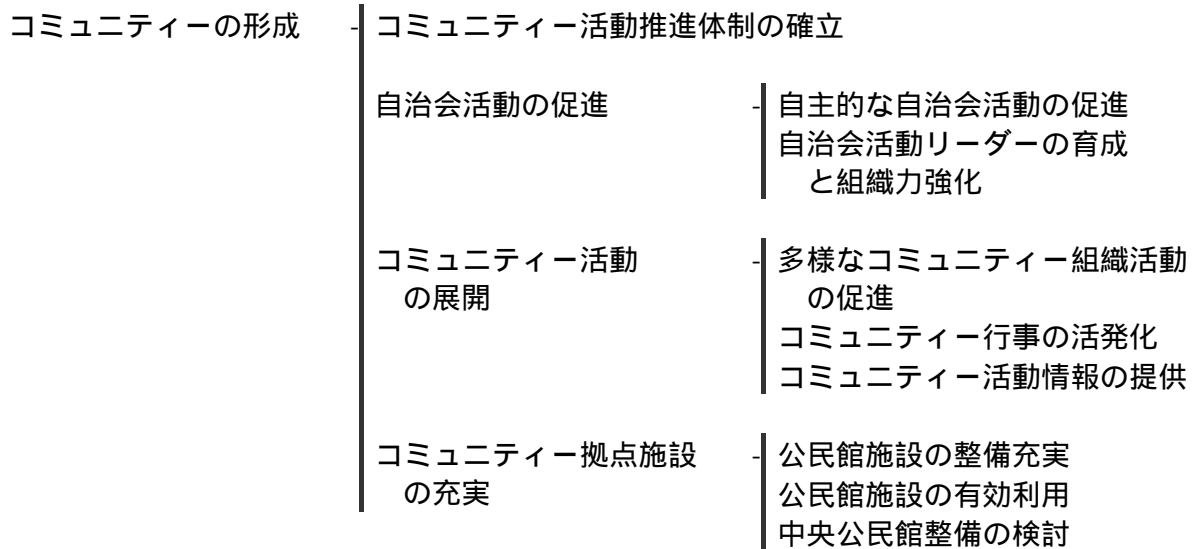 コミュニティーの形成 - コミュニティー活動推進体制の確立
自治会活動の促進 - 自主的な自治会活動の促進
自治会活動リーダーの育成
と組織力強化
コミュニティー活動 - 多様なコミュニティー組織活動
の展開 の促進
コミュニティー行事の活発化
コミュニティー活動情報の提供
コミュニティー拠点施設 - 公民館施設の整備充実
の充実 公民館施設の有効利用
中央公民館整備の検討